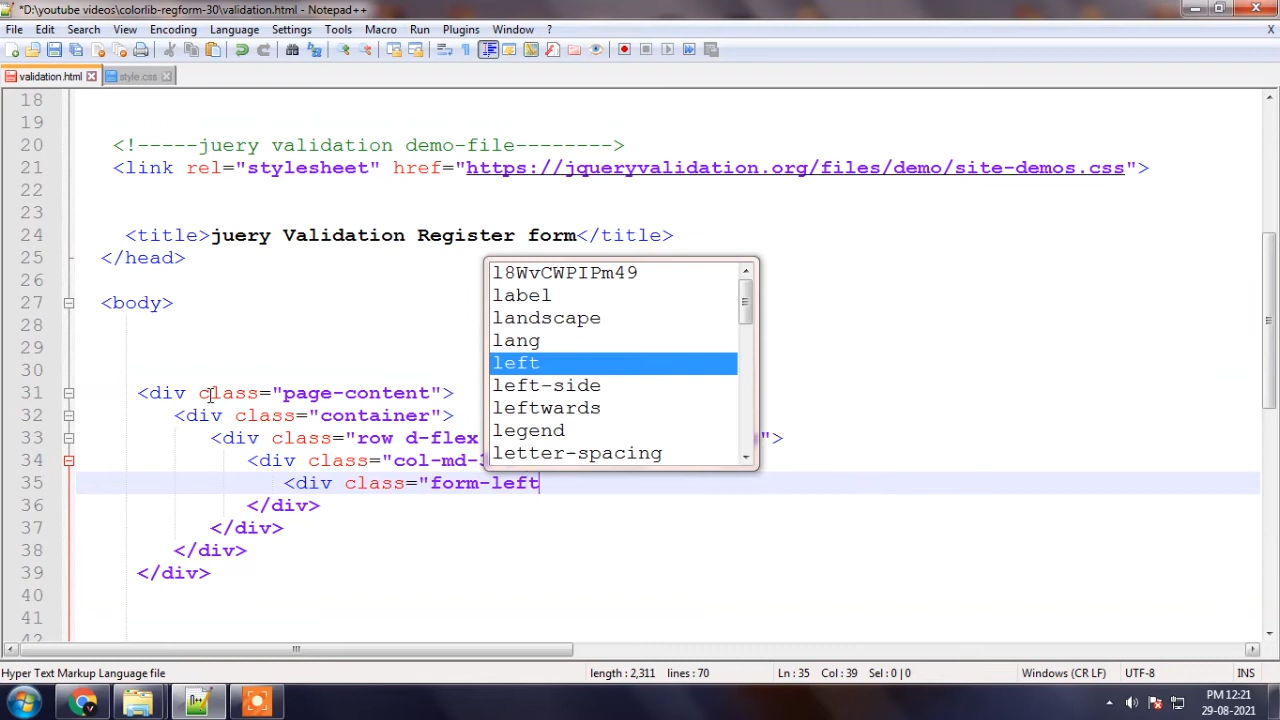 *D:\youtube videos\colorlib-regform-30\validation.html - Notepad++
File Edit Search View Encoding Language Settings Tools Macro Run Plugins Window ? X
validation.html style.css
18
19
20 <!-----juery validation demo-file-------->
21 <link rel="stylesheet" href="https://jqueryvalidation.org/files/demo/site-demos.css">
22
23
24 <title>juery Validation Register form</title>
25 </head>
26
27 <body>
28
29
30
31 <div class="page-content">
32 <div class="container">
33 <div class="row d-flex ">
34 <div class="col-md-3
35 <div class="form-left
36 </div>
37 </div>
38 </div>
39 </div>
40
41
42
l8WvCWPIPm49
label
landscape
lang
left
left-side
leftwards
legend
letter-spacing
Hyper Text Markup Language file length : 2,311 lines : 70 Ln : 35 Col : 39 Sel : 0 | 0 Windows (CR LF) UTF-8 INS
PM 12:21
29-08-2021